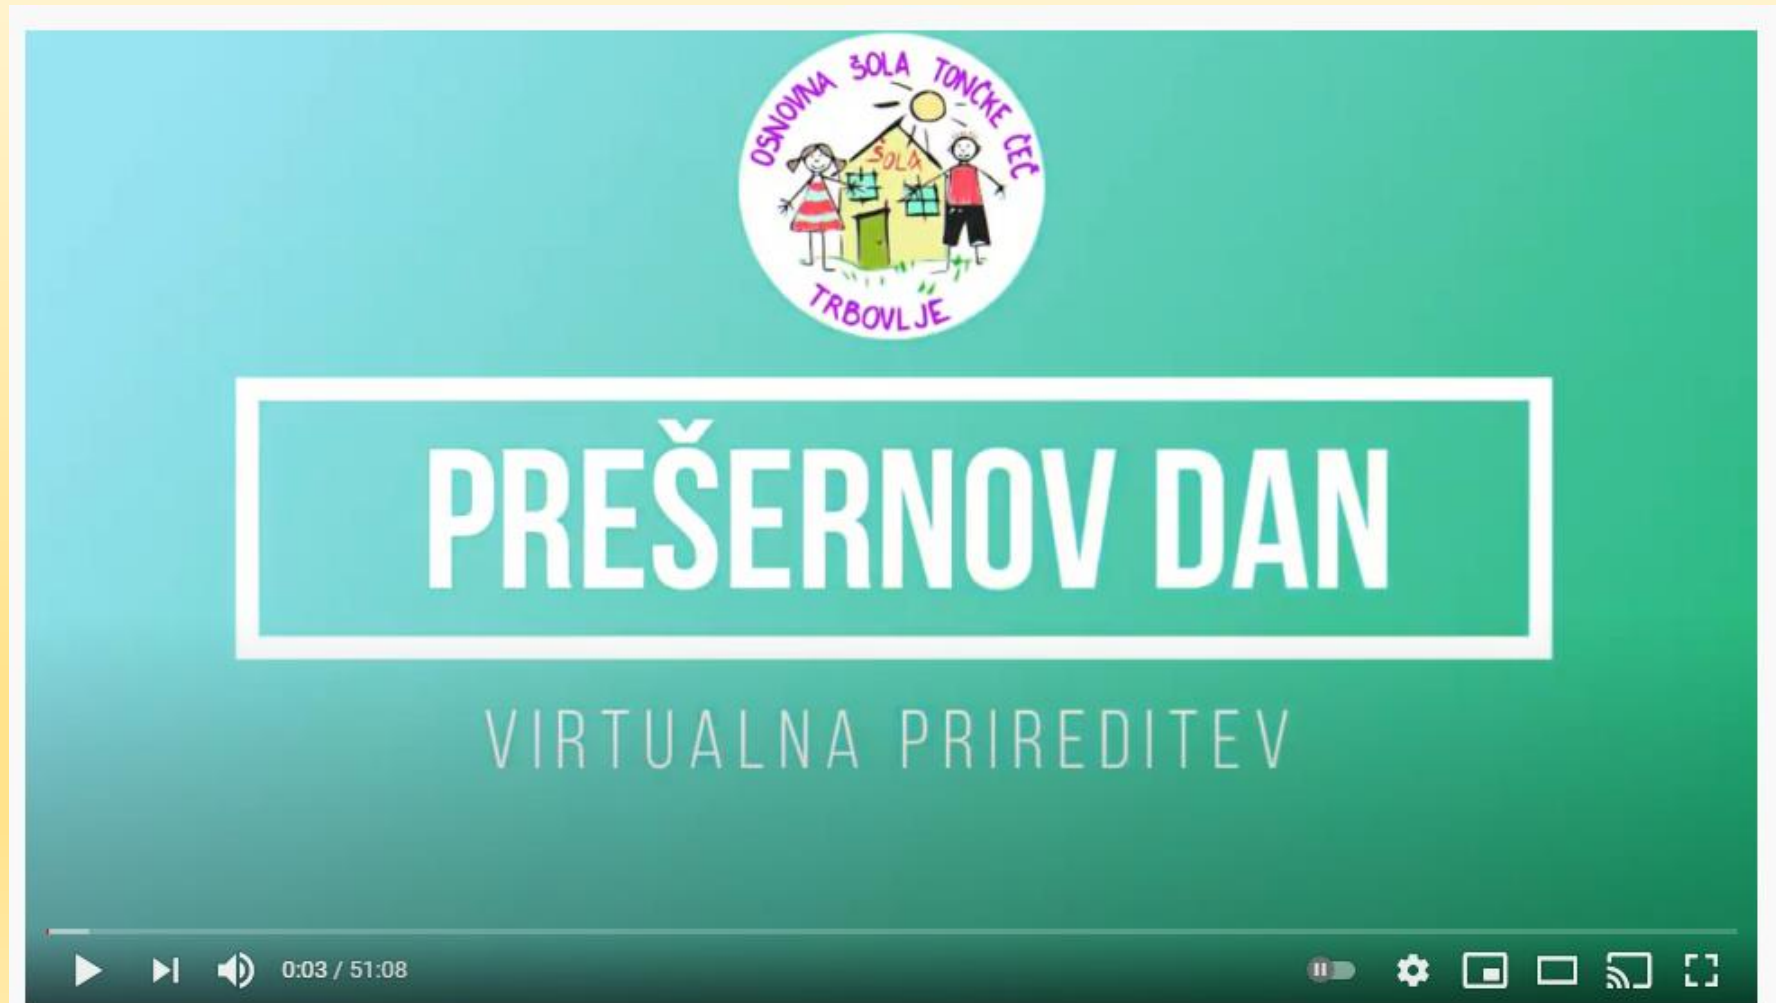 OSNOVNA ŠOLA TONČKE ČEČ
ŠOLA
TRBOVLJE
PREŠERNOV DAN
VIRTUALNA PRIREDITEV
0:03 / 51:08